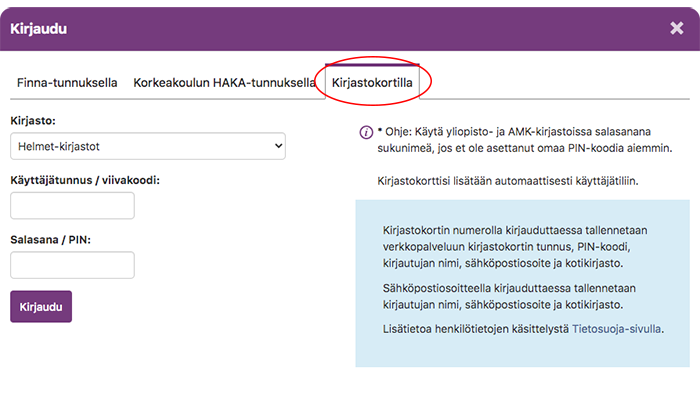 Kirjaudu
Finna-tunnuksella
Korkeakoulun HAKA-tunnuksella
Kirjastokortilla
Kirjasto:
Helmet-kirjastot
Käyttäjätunnus / viivakoodi:
Salasana / PIN:
Kirjaudu
* Ohje: Käytä yliopisto- ja AMK-kirjastoissa salasanana
sukunimeä, jos et ole asettanut omaa PIN-koodia aiemmin.
Kirjastokorttisi lisätään automaattisesti käyttäjätiliin.
Kirjastokortin numerolla kirjauduttaessa tallennetaan
verkkopalveluun kirjastokortin tunnus, PIN-koodi,
kirjautujan nimi, sähköpostiosoite ja kotikirjasto.
Sähköpostiosoitteella kirjauduttaessa tallennetaan
kirjautujan nimi, sähköpostiosoite ja kotikirjasto.
Lisätietoa henkilötietojen käsittelystä Tietosuoja-sivulla.